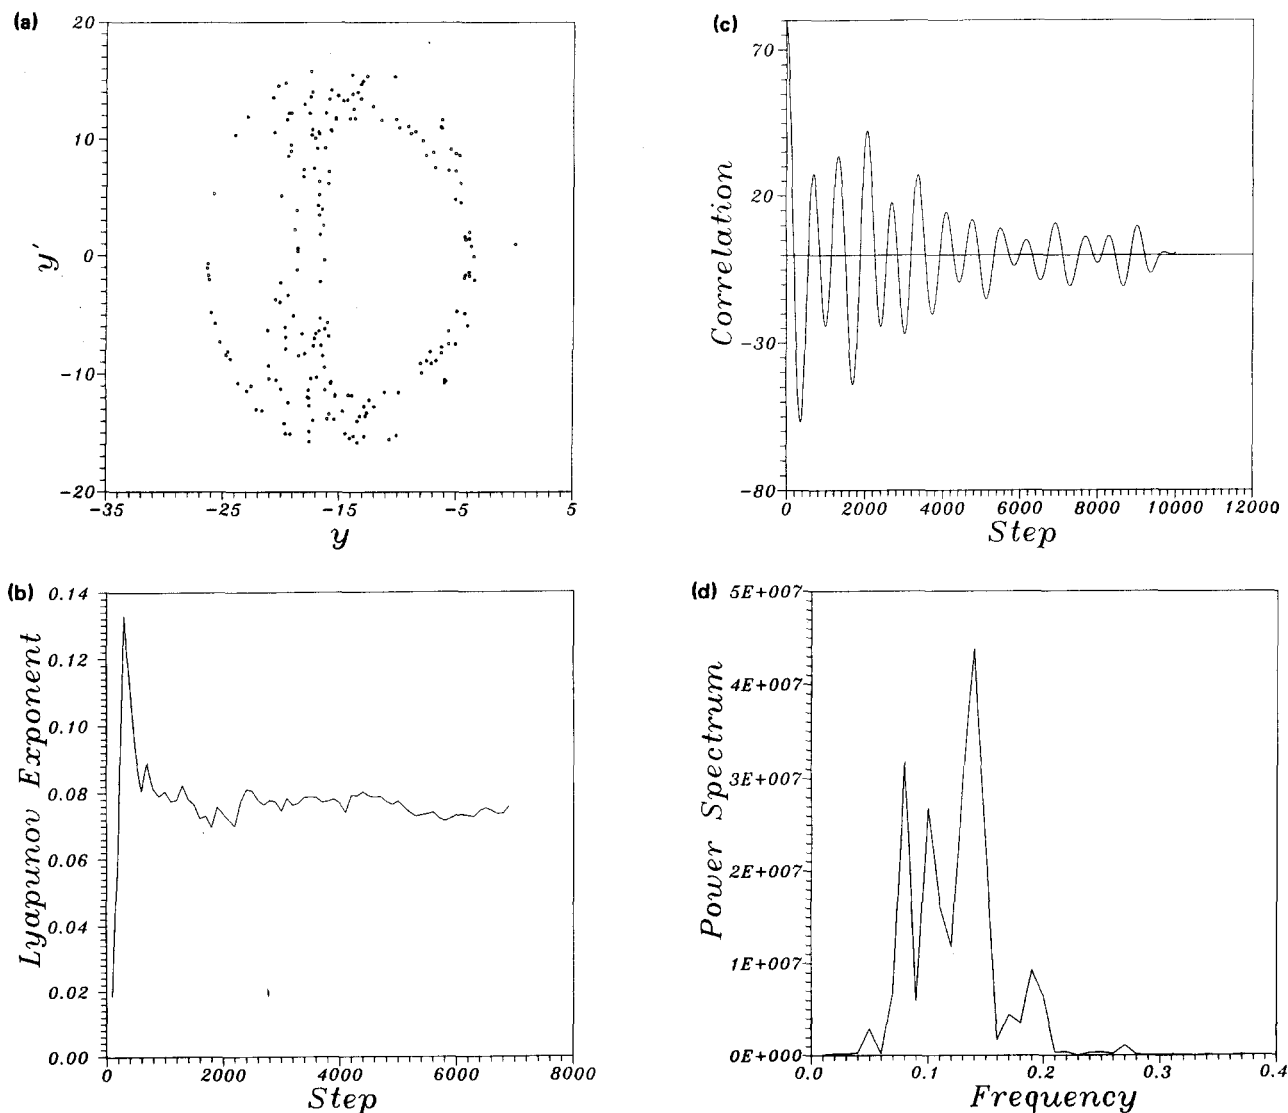 (a)
20
10
0
-10
-20
-35
-25
-15
-5
5
y'
y
(c)
70
20
-30
-80
0
2000
4000
6000
8000
10000
12000
Correlation
Step
(b)
0.14
0.12
0.10
0.08
0.06
0.04
0.02
0.00
0
2000
4000
6000
8000
Lyapunov Exponent
Step
(d)
5E+007
4E+007
3E+007
2E+007
1E+007
0E+000
0.0
0.1
0.2
0.3
0.4
Power Spectrum
Frequency